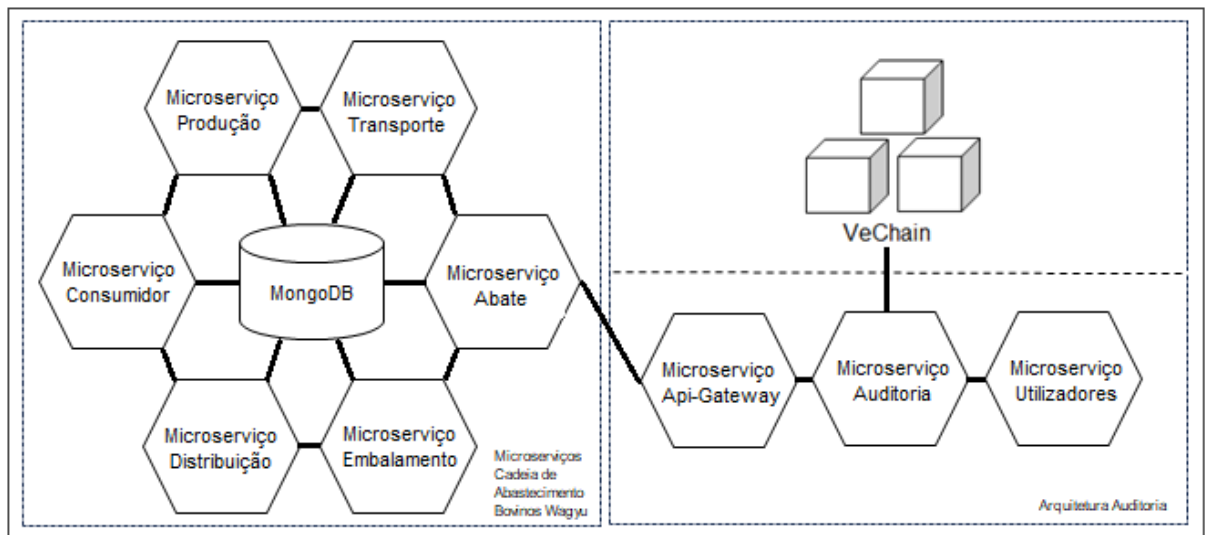 Microserviço
Produção
Microserviço
Transporte
Microserviço
Consumidor
MongoDB
Microserviço
Abate
Microserviço
Distribuição
Microserviço
Embalamento
Microserviços
Cadeia de
Abastecimento
Bovinos Wagyu
VeChain
Microserviço
Api-Gateway
Microserviço
Auditoria
Microserviço
Utilizadores
Arquitetura Auditoria